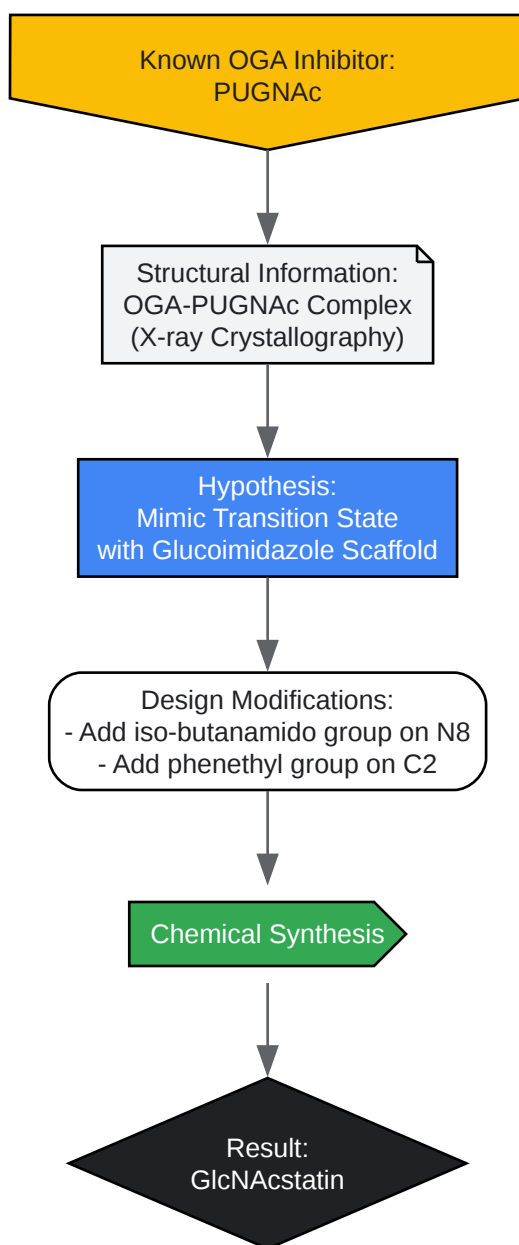 Known OGA Inhibitor:
PUGNAc
Structural Information:
OGA-PUGNAc Complex
(X-ray Crystallography)
Hypothesis:
Mimic Transition State
with Glucoimidazole Scaffold
Design Modifications:
- Add iso-butanamido group on N8
- Add phenethyl group on C2
Chemical Synthesis
Result:
GlcNAcstatin